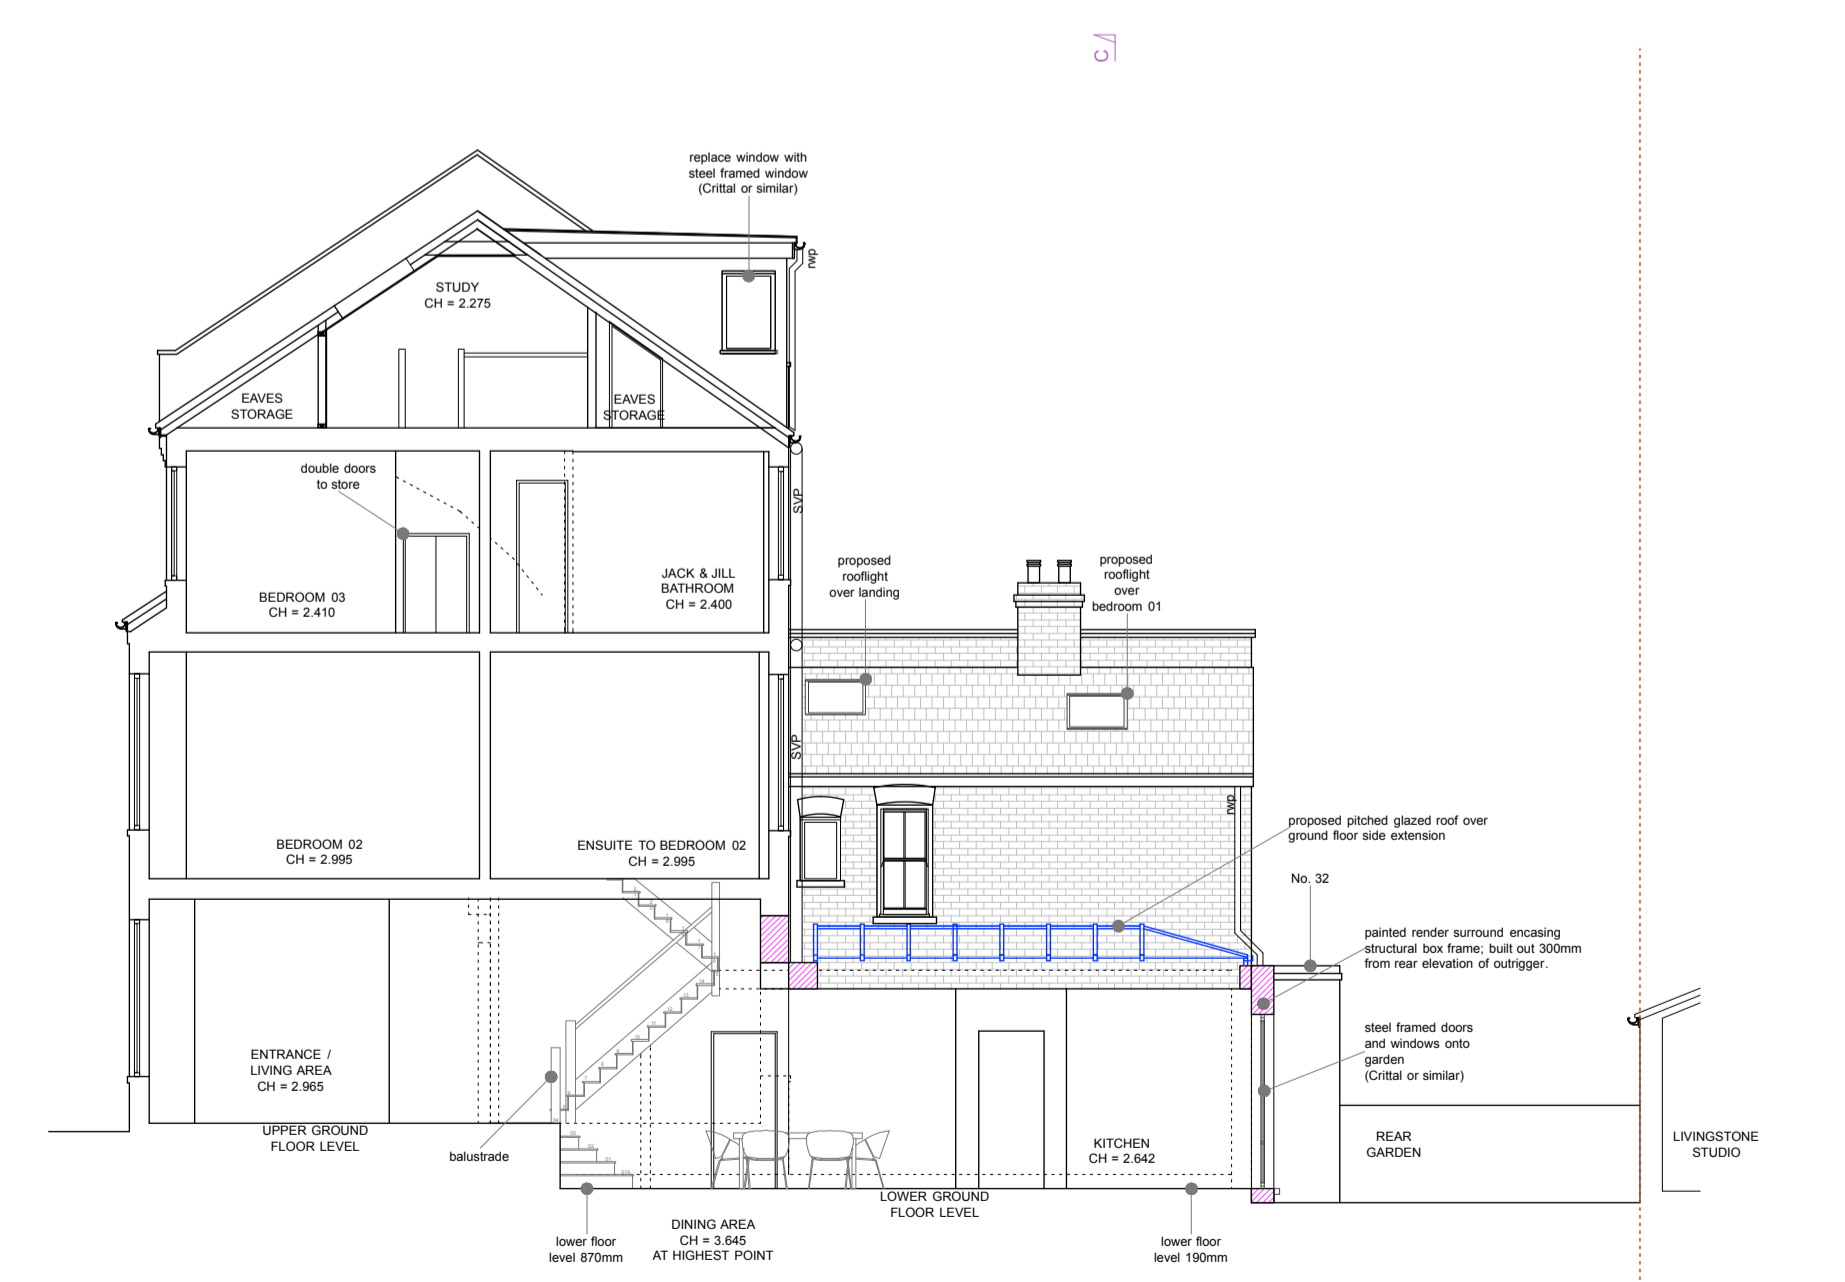 C
replace window with
steel framed window
(Crittal or similar)
rwp
STUDY
CH = 2.275
EAVES
STORAGE
EAVES
STORAGE
double doors
to store
SVP
BEDROOM 03
CH = 2.410
JACK & JILL
BATHROOM
CH = 2.400
proposed
rooflight
over landing
proposed
rooflight
over
bedroom 01
SVP
rwp
BEDROOM 02
CH = 2.995
ENSUITE TO BEDROOM 02
CH = 2.995
proposed pitched glazed roof over
ground floor side extension
No. 32
painted render surround encasing
structural box frame; built out 300mm
from rear elevation of outrigger.
steel framed doors
and windows onto
garden
(Crittal or similar)
ENTRANCE /
LIVING AREA
CH = 2.965
UPPER GROUND
FLOOR LEVEL
balustrade
KITCHEN
CH = 2.642
REAR
GARDEN
LIVINGSTONE
STUDIO
LOWER GROUND
FLOOR LEVEL
DINING AREA
CH = 3.645
AT HIGHEST POINT
lower floor
level 870mm
lower floor
level 190mm